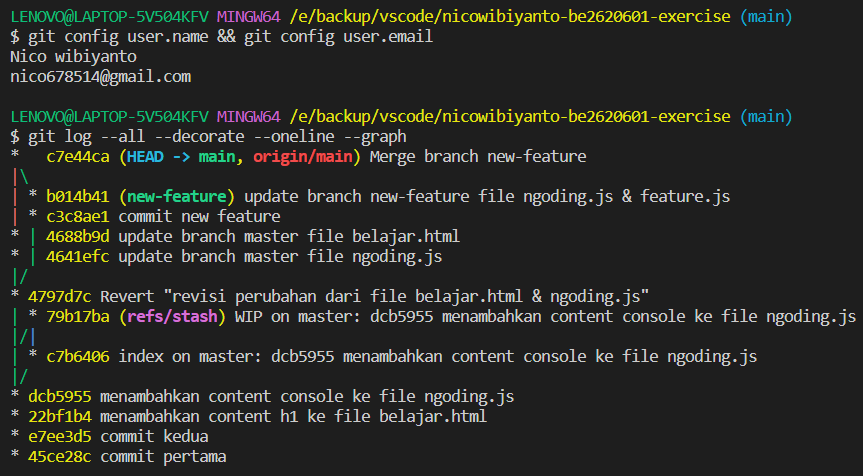 LENOVO@LAPTOP-5V504KFV MINGW64 /e/backup/vscode/nicowibiyanto-be2620601-exercise (main)
$ git config user.name && git config user.email
Nico wibiyanto
nico678514@gmail.com

LENOVO@LAPTOP-5V504KFV MINGW64 /e/backup/vscode/nicowibiyanto-be2620601-exercise (main)
$ git log --all --decorate --oneline --graph
*   c7e44ca (HEAD -> main, origin/main) Merge branch new-feature
|\
| * b014b41 (new-feature) update branch new-feature file ngoding.js & feature.js
| * c3c8ae1 commit new feature
* | 4688b9d update branch master file belajar.html
* | 4641efc update branch master file ngoding.js
|/
* 4797d7c Revert "revisi perubahan dari file belajar.html & ngoding.js"
| * 79b17ba (refs/stash) WIP on master: dcb5955 menambahkan content console ke file ngoding.js
|/|
| * c7b6406 index on master: dcb5955 menambahkan content console ke file ngoding.js
|/
* dcb5955 menambahkan content console ke file ngoding.js
* 22bf1b4 menambahkan content h1 ke file belajar.html
* e7ee3d5 commit kedua
* 45ce28c commit pertama